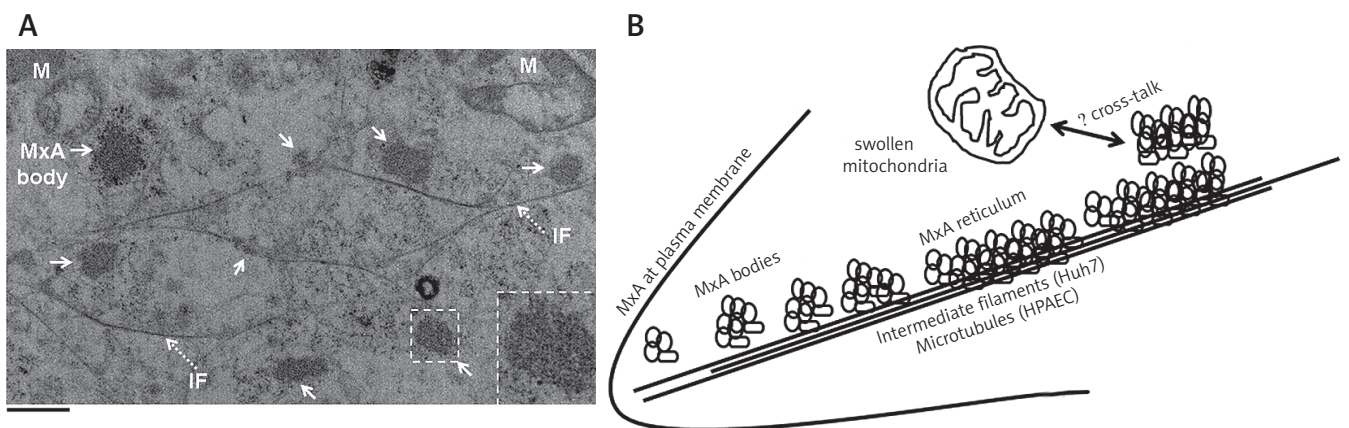 A
M
M
MxA
body
IF
IF
B
swollen
mitochondria
? cross-talk
MxA at plasma membrane
MxA bodies
MxA reticulum
Intermediate filaments (Huh7)
Microtubules (HPAEC)